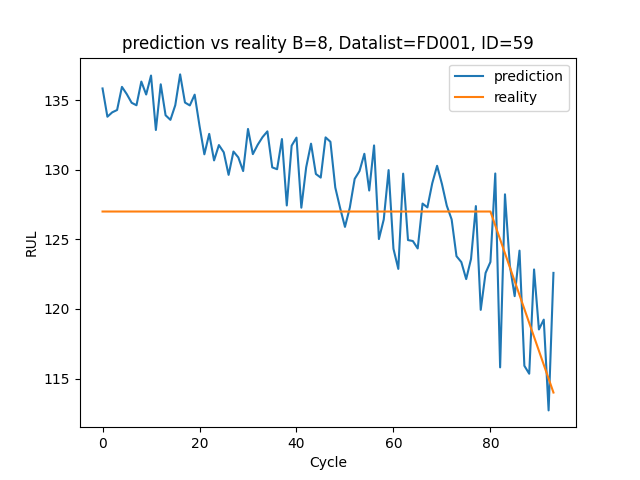 prediction vs reality B=8, Datalist=FD001, ID=59
prediction
reality
135
130
125
120
115
RUL
0 20 40 60 80
Cycle